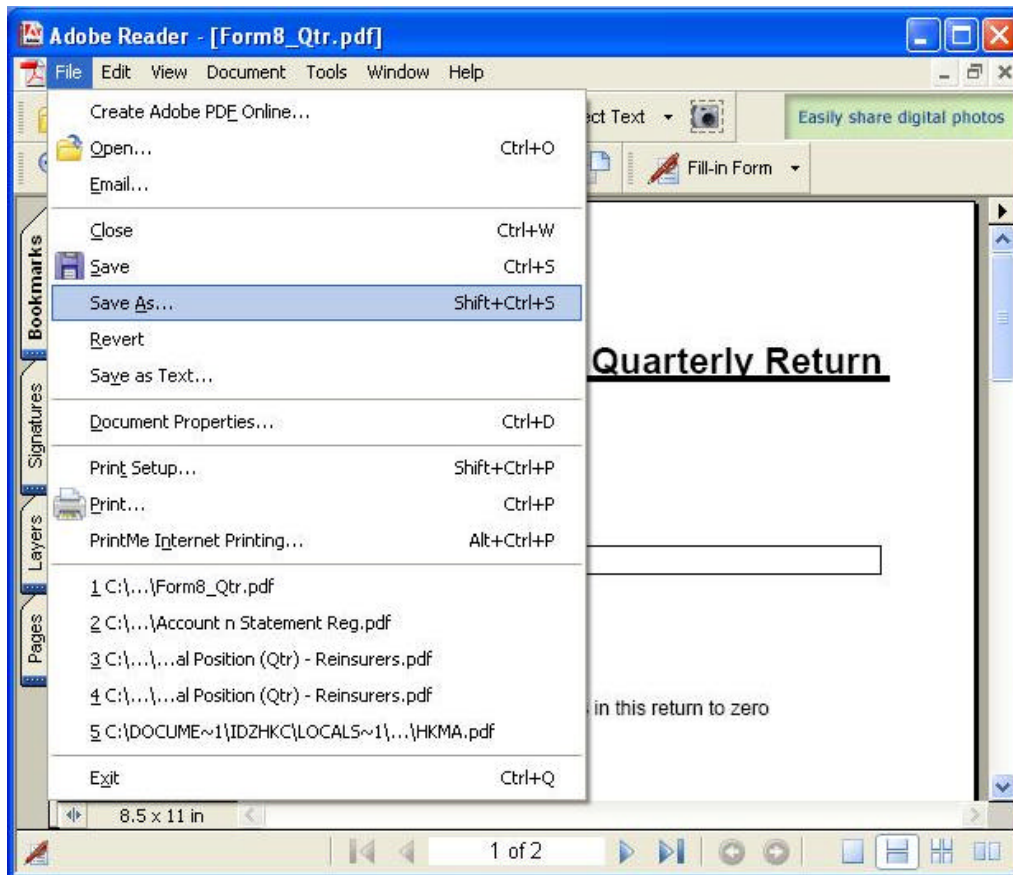 Adobe Reader - [Form8_Qtr.pdf]
File Edit View Document Tools Window Help
Create Adobe PDF Online...
Text
Easily share digital photos
Open... Ctrl+O
Email...
Fill-in Form
Close Ctrl+W
Save Ctrl+S
Save As... Shift+Ctrl+S
Revert
Save as Text...
Quarterly Return
Document Properties... Ctrl+D
Print Setup... Shift+Ctrl+P
Print... Ctrl+P
PrintMe Internet Printing... Alt+Ctrl+P
1 C:\...\Form8_Qtr.pdf
2 C:\...\Account n Statement Reg.pdf
3 C:\...\...al Position (Qtr) - Reinsurers.pdf
4 C:\...\...al Position (Qtr) - Reinsurers.pdf
in this return to zero
5 C:\DOCUME~1\IDZHKC\LOCALS~1\...\HKMA.pdf
Exit Ctrl+Q
Bookmarks
Signatures
Layers
Pages
8.5 x 11 in
1 of 2